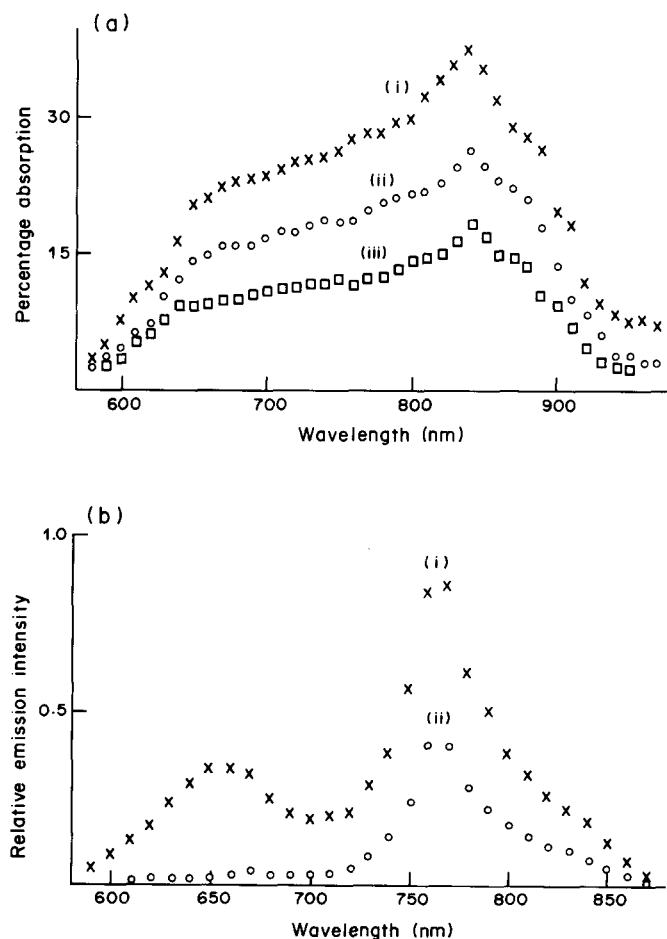 (a)
(i)
30
(ii)
15
(iii)
Percentage absorption
600 700 800 900
Wavelength (nm)
(b)
1.0
(i)
0.5
(ii)
Relative emission intensity
600 650 700 750 800 850
Wavelength (nm)